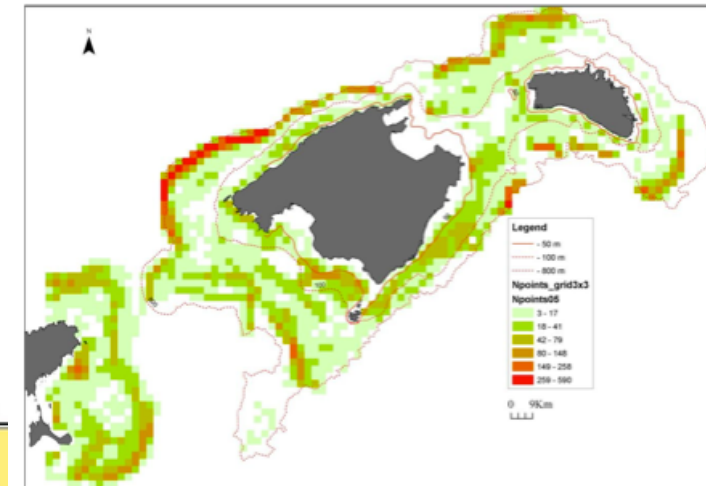 N
Legend
- 50 m
- 100 m
- 800 m
Npoints_grid3x3
Npoints05
3 - 17
18 - 41
42 - 79
80 - 148
149 - 258
259 - 590
0 9Km
100